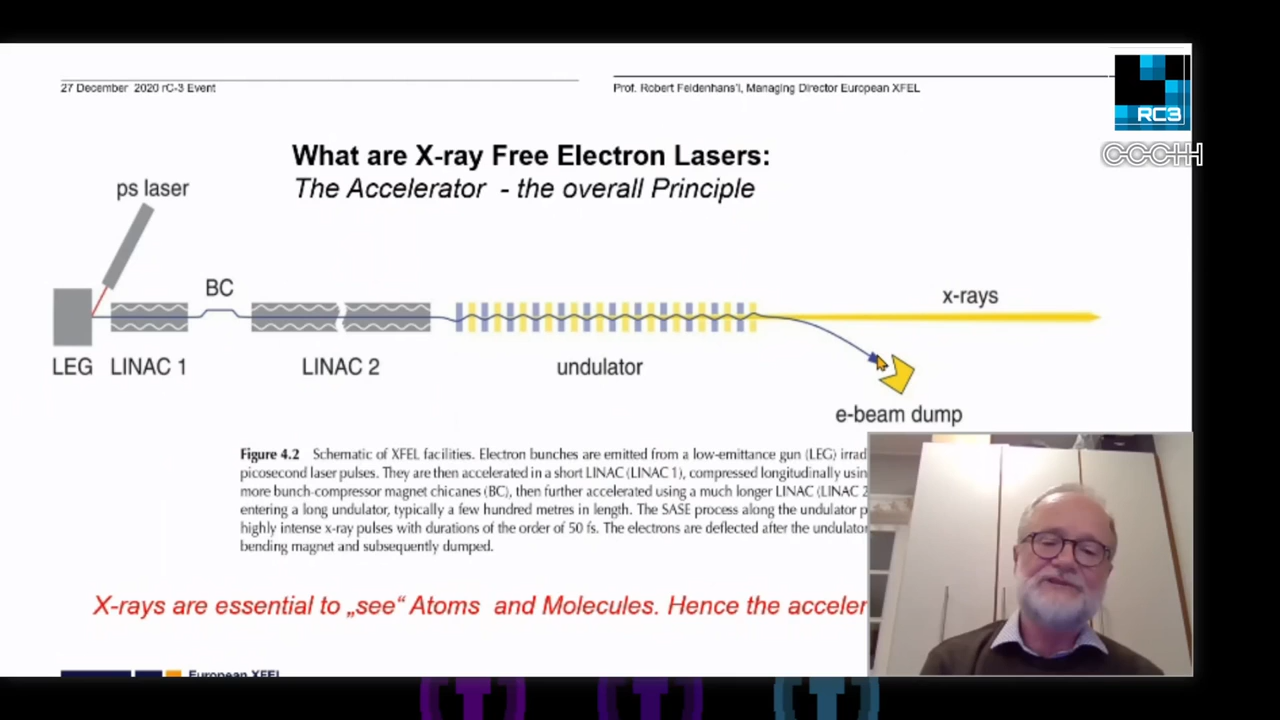 27 December 2020 rC-3 Event
Prof. Robert Feidenhans'l, Managing Director European XFEL
RC3
CCCHH
What are X-ray Free Electron Lasers:
The Accelerator - the overall Principle
ps laser
BC
x-rays
LEG LINAC 1
LINAC 2
undulator
e-beam dump
Figure 4.2 Schematic of XFEL facilities. Electron bunches are emitted from a low-emittance gun (LEG) irrad
picosecond laser pulses. They are then accelerated in a short LINAC (LINAC 1), compressed longitudinally usin
more bunch-compressor magnet chicanes (BC), then further accelerated using a much longer LINAC (LINAC 2
entering a long undulator, typically a few hundred metres in length. The SASE process along the undulator p
highly intense x-ray pulses with durations of the order of 50 fs. The electrons are deflected after the undulator
bending magnet and subsequently dumped.
X-rays are essential to „see“ Atoms and Molecules. Hence the acceler
European XFEL